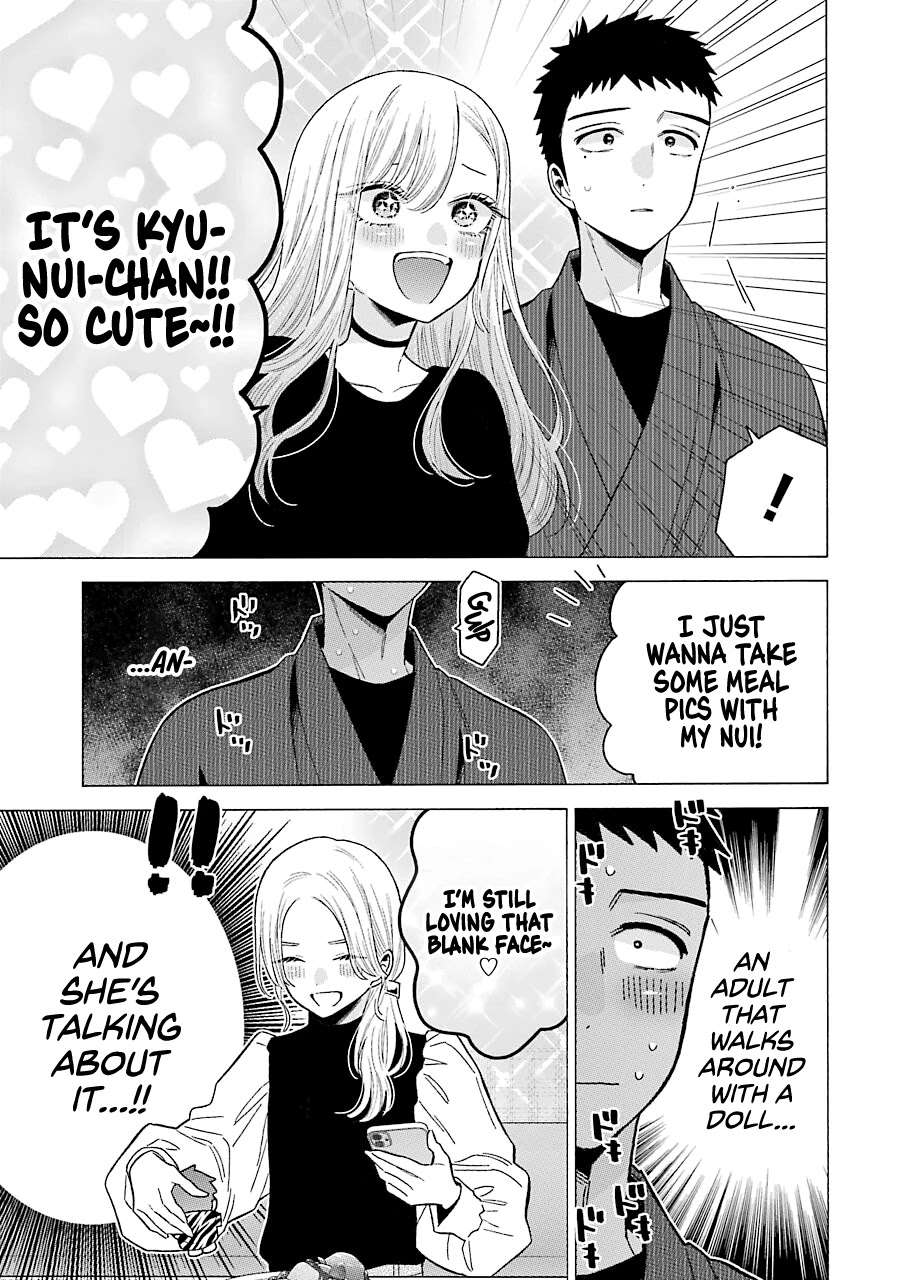 IT'S KYU-
NUI-CHAN!!
SO CUTE~!!
!
I JUST
WANNA TAKE
SOME MEAL
PICS WITH
MY NUI!
GWP
ドッ
ドッ
ドッ
...AN-
ドキ
ドキ
AN
ADULT
THAT
WALKS
AROUND
WITH A
DOLL...
ドキ
ドキ
I'M STILL
LOVING THAT
BLANK FACE~
♡
!!
AND
SHE'S
TALKING
ABOUT
IT...!!